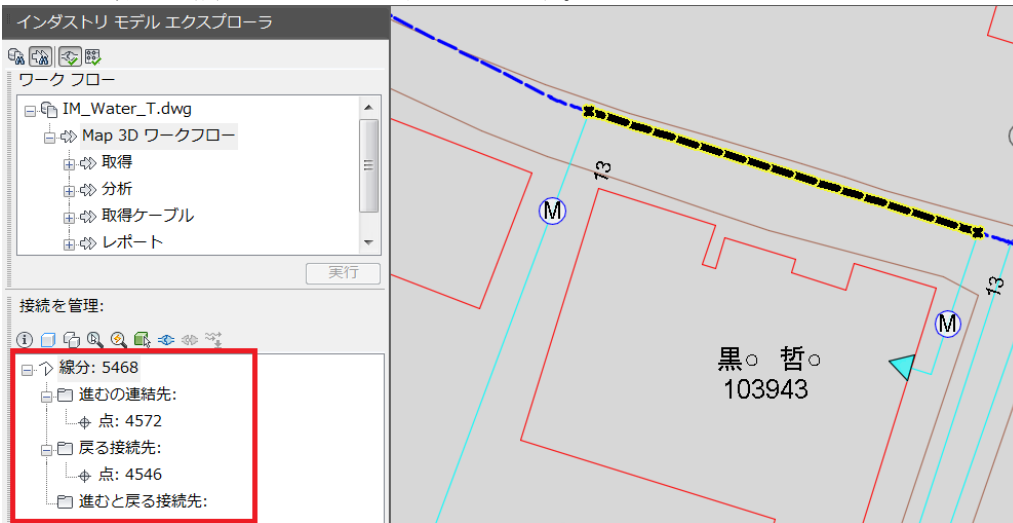 インダストリ モデル エクスプローラ
ワーク フロー
IM_Water_T.dwg
Map 3D ワークフロー
取得
分析
取得ケーブル
レポート
実行
接続を管理:
線分: 5468
進むの連結先:
点: 4572
戻る接続先:
点: 4546
進むと戻る接続先:
13
M
13
M
黒○ 哲○
103943